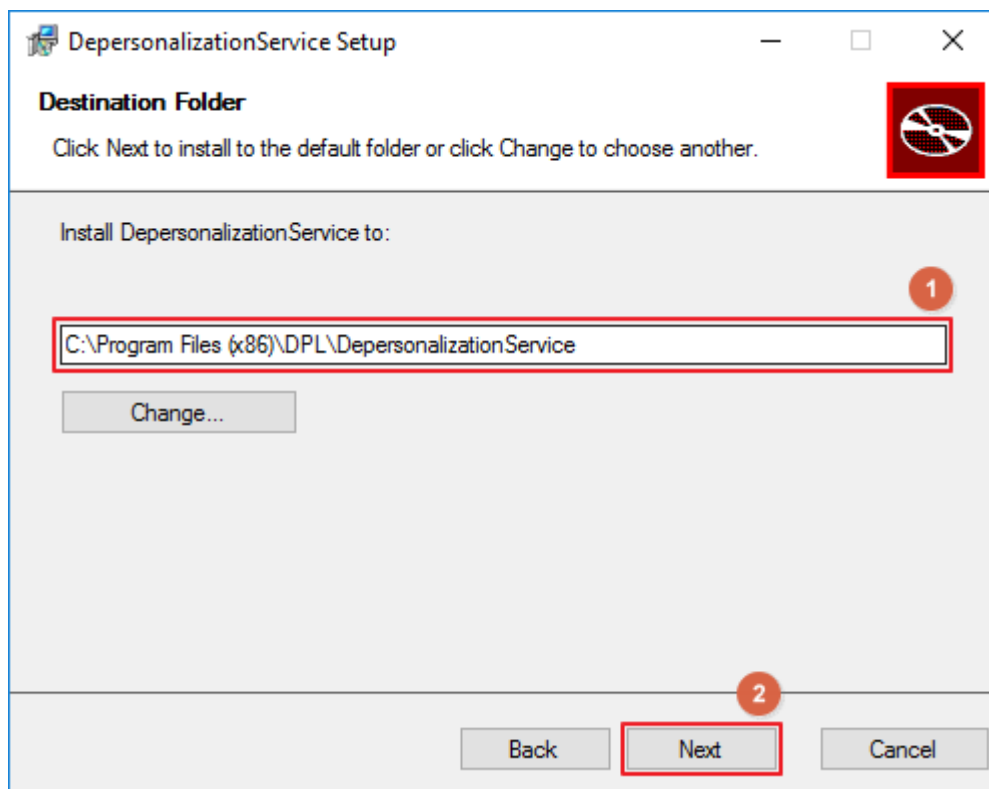 DepersonalizationService Setup
Destination Folder
Click Next to install to the default folder or click Change to choose another.
Install DepersonalizationService to:
1
C:\Program Files (x86)\DPL\DepersonalizationService
Change...
2
Back Next Cancel